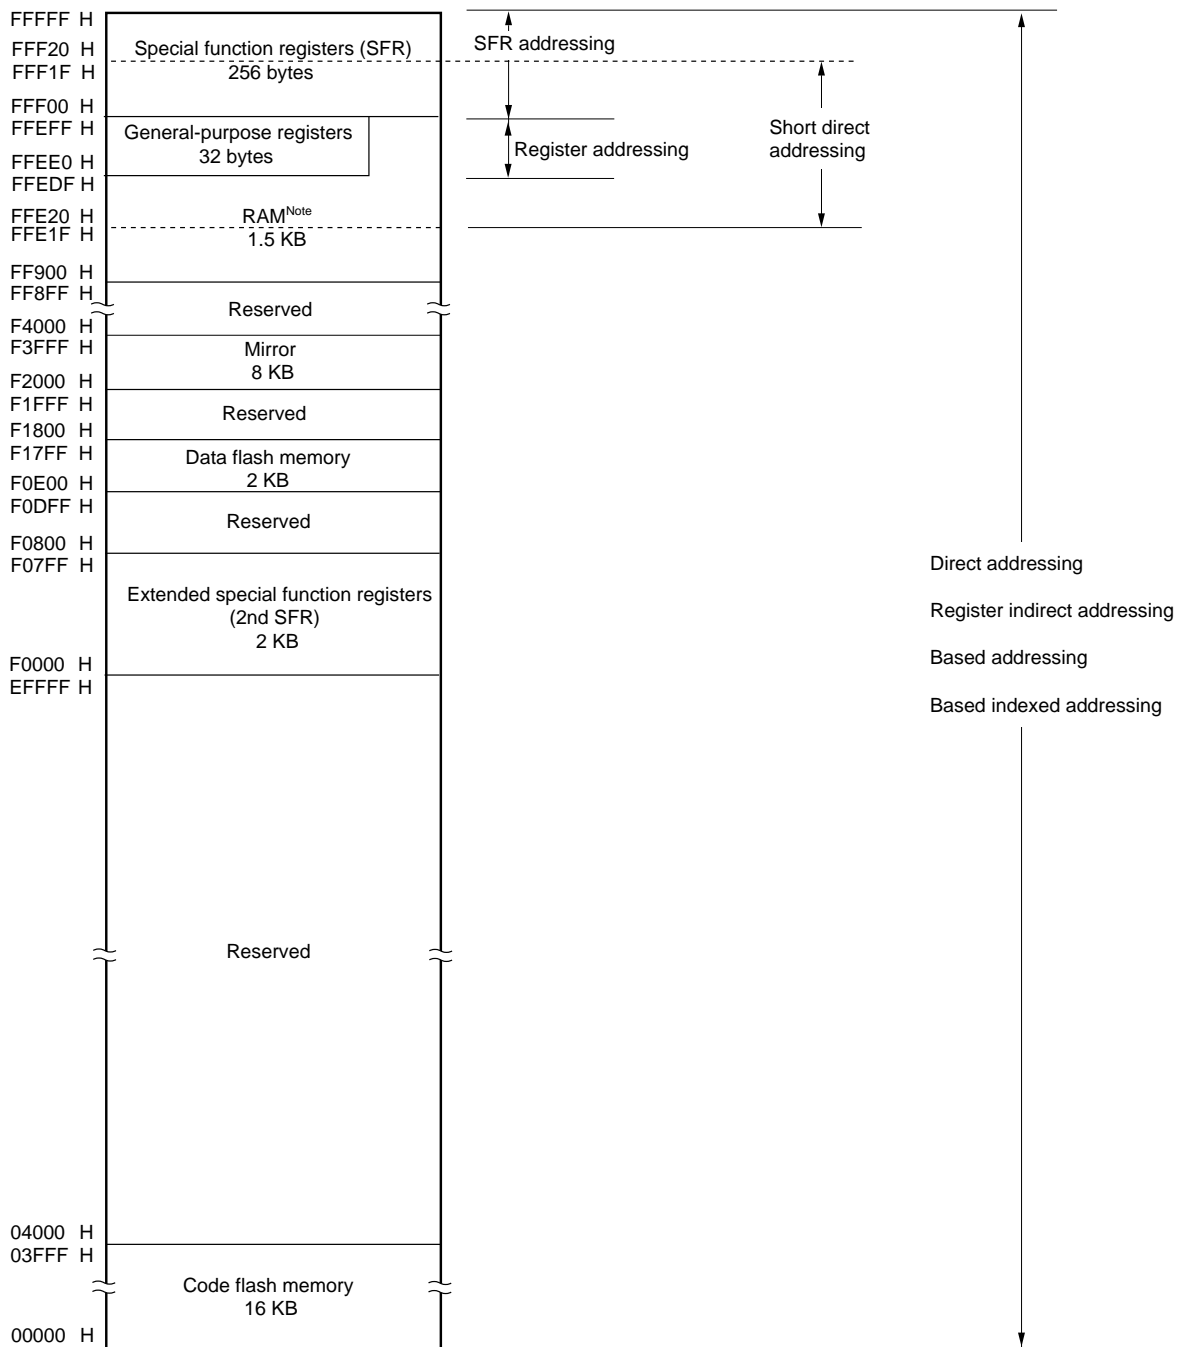 FFFFF H
FFF20 H
Special function registers (SFR)
SFR addressing
FFF1F H
256 bytes
FFF00 H
FFEFF H
General-purpose registers
32 bytes
Register addressing
Short direct
addressing
FFEE0 H
FFEDF H
FFE20 H
RAMNote
FFE1F H
1.5 KB
FF900 H
FF8FF H
Reserved
F4000 H
F3FFF H
Mirror
8 KB
F2000 H
F1FFF H
Reserved
F1800 H
F17FF H
Data flash memory
2 KB
F0E00 H
F0DFF H
Reserved
F0800 H
F07FF H
Direct addressing
Extended special function registers
(2nd SFR)
2 KB
Register indirect addressing
Based addressing
F0000 H
EFFFF H
Based indexed addressing
Reserved
04000 H
03FFF H
Code flash memory
16 KB
00000 H